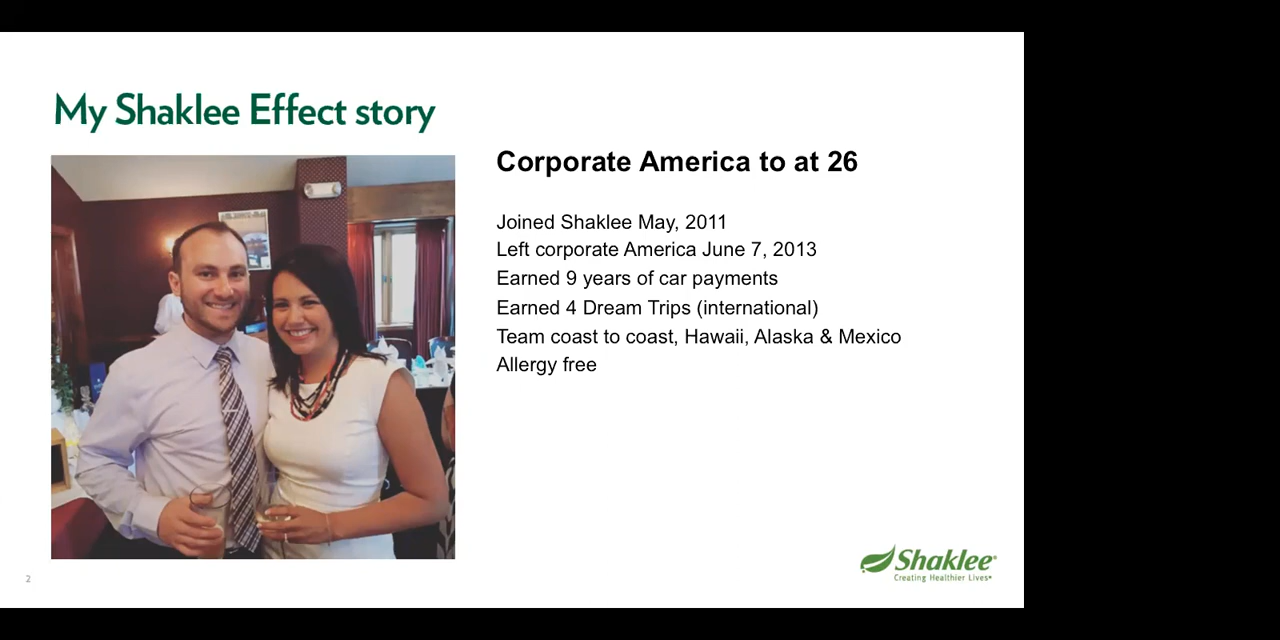 My Shaklee Effect story
Corporate America to at 26
Joined Shaklee May, 2011
Left corporate America June 7, 2013
Earned 9 years of car payments
Earned 4 Dream Trips (international)
Team coast to coast, Hawaii, Alaska & Mexico
Allergy free
Shaklee®
Creating Healthier Lives®
2